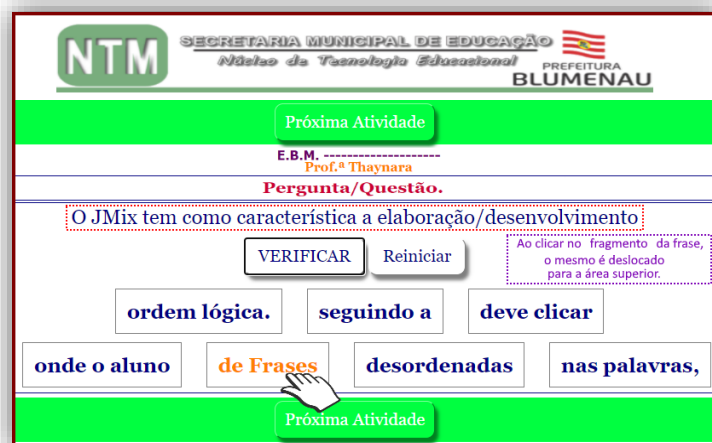 NTM
SECRETARIA MUNICIPAL DE EDUCAÇÃO
Núcleo de Tecnologia Educacional
PREFEITURA
BLUMENAU
Próxima Atividade
E.B.M. --------------------
Prof.ª Thaynara
Pergunta/Questão.
O JMix tem como característica a elaboração/desenvolvimento
VERIFICAR Reiniciar
Ao clicar no fragmento da frase,
o mesmo é deslocado
para a área superior.
ordem lógica. seguindo a deve clicar
onde o aluno de Frases desordenadas nas palavras,
Próxima Atividade